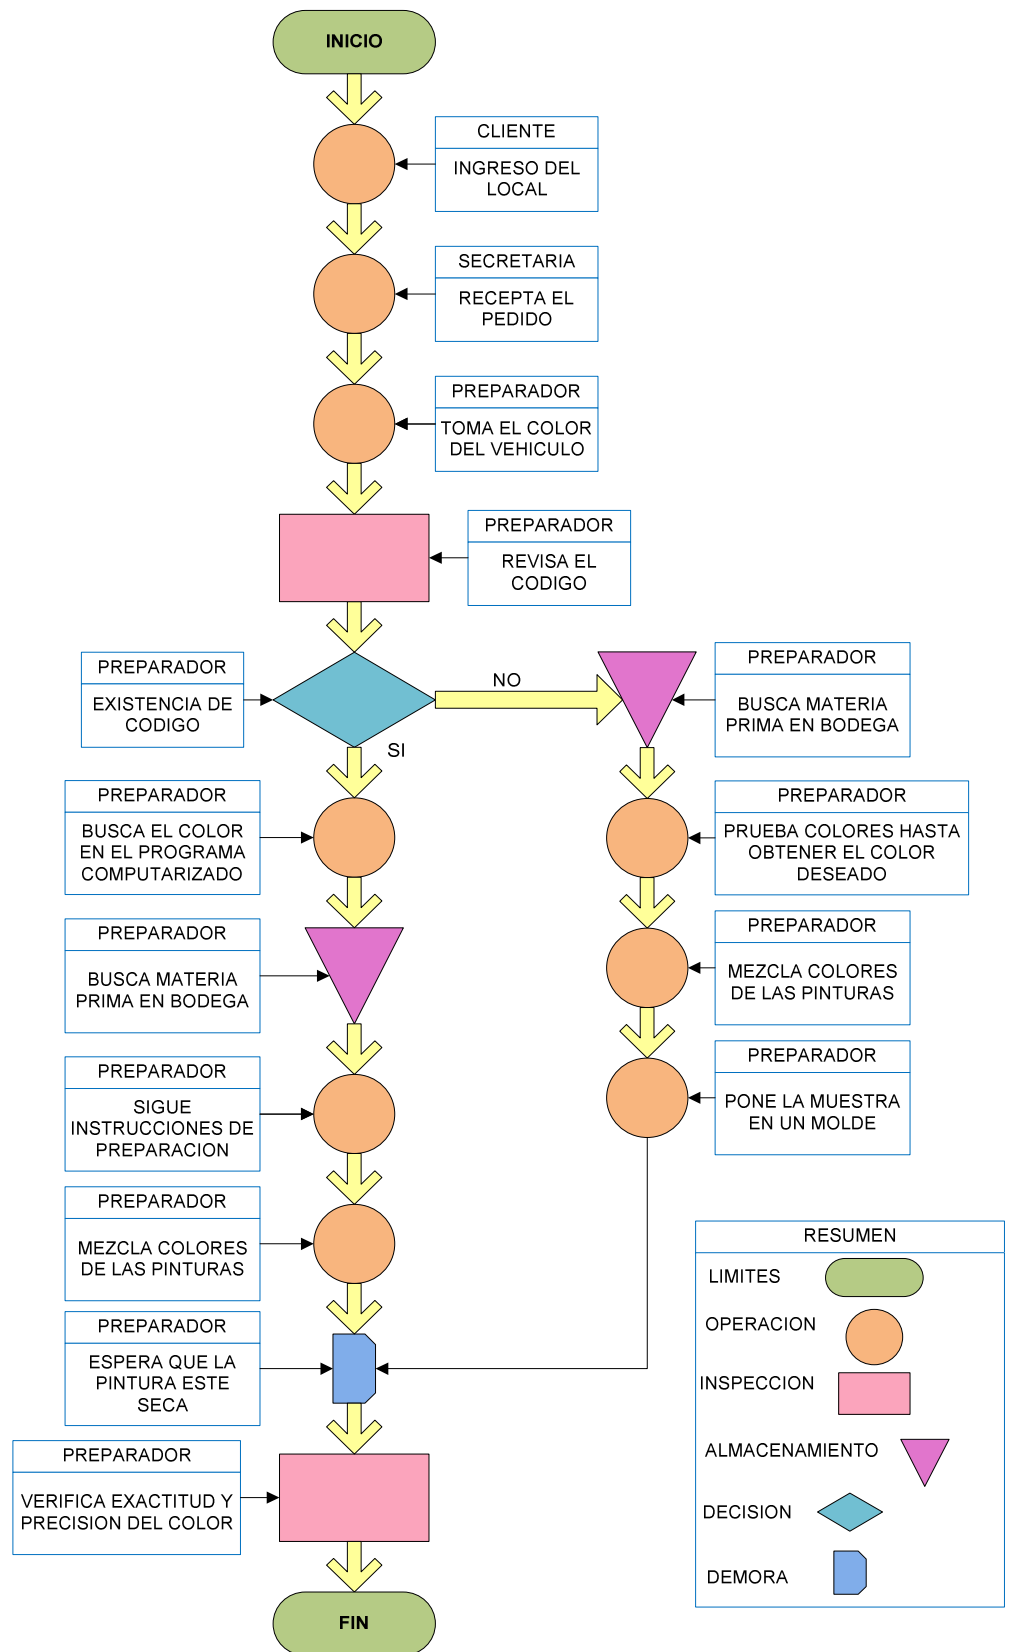 INICIO
CLIENTE
INGRESO DEL
LOCAL
SECRETARIA
RECEPTA EL
PEDIDO
PREPARADOR
TOMA EL COLOR
DEL VEHICULO
PREPARADOR
REVISA EL
CODIGO
PREPARADOR
EXISTENCIA DE
CODIGO
NO
SI
PREPARADOR
BUSCA MATERIA
PRIMA EN BODEGA
PREPARADOR
BUSCA EL COLOR
EN EL PROGRAMA
COMPUTARIZADO
PREPARADOR
PRUEBA COLORES HASTA
OBTENER EL COLOR
DESEADO
PREPARADOR
BUSCA MATERIA
PRIMA EN BODEGA
PREPARADOR
MEZCLA COLORES
DE LAS PINTURAS
PREPARADOR
SIGUE
INSTRUCCIONES DE
PREPARACION
PREPARADOR
PONE LA MUESTRA
EN UN MOLDE
PREPARADOR
MEZCLA COLORES
DE LAS PINTURAS
PREPARADOR
ESPERA QUE LA
PINTURA ESTE
SECA
PREPARADOR
VERIFICA EXACTITUD Y
PRECISION DEL COLOR
FIN
RESUMEN
LIMITES
OPERACION
INSPECCION
ALMACENAMIENTO
DECISION
DEMORA